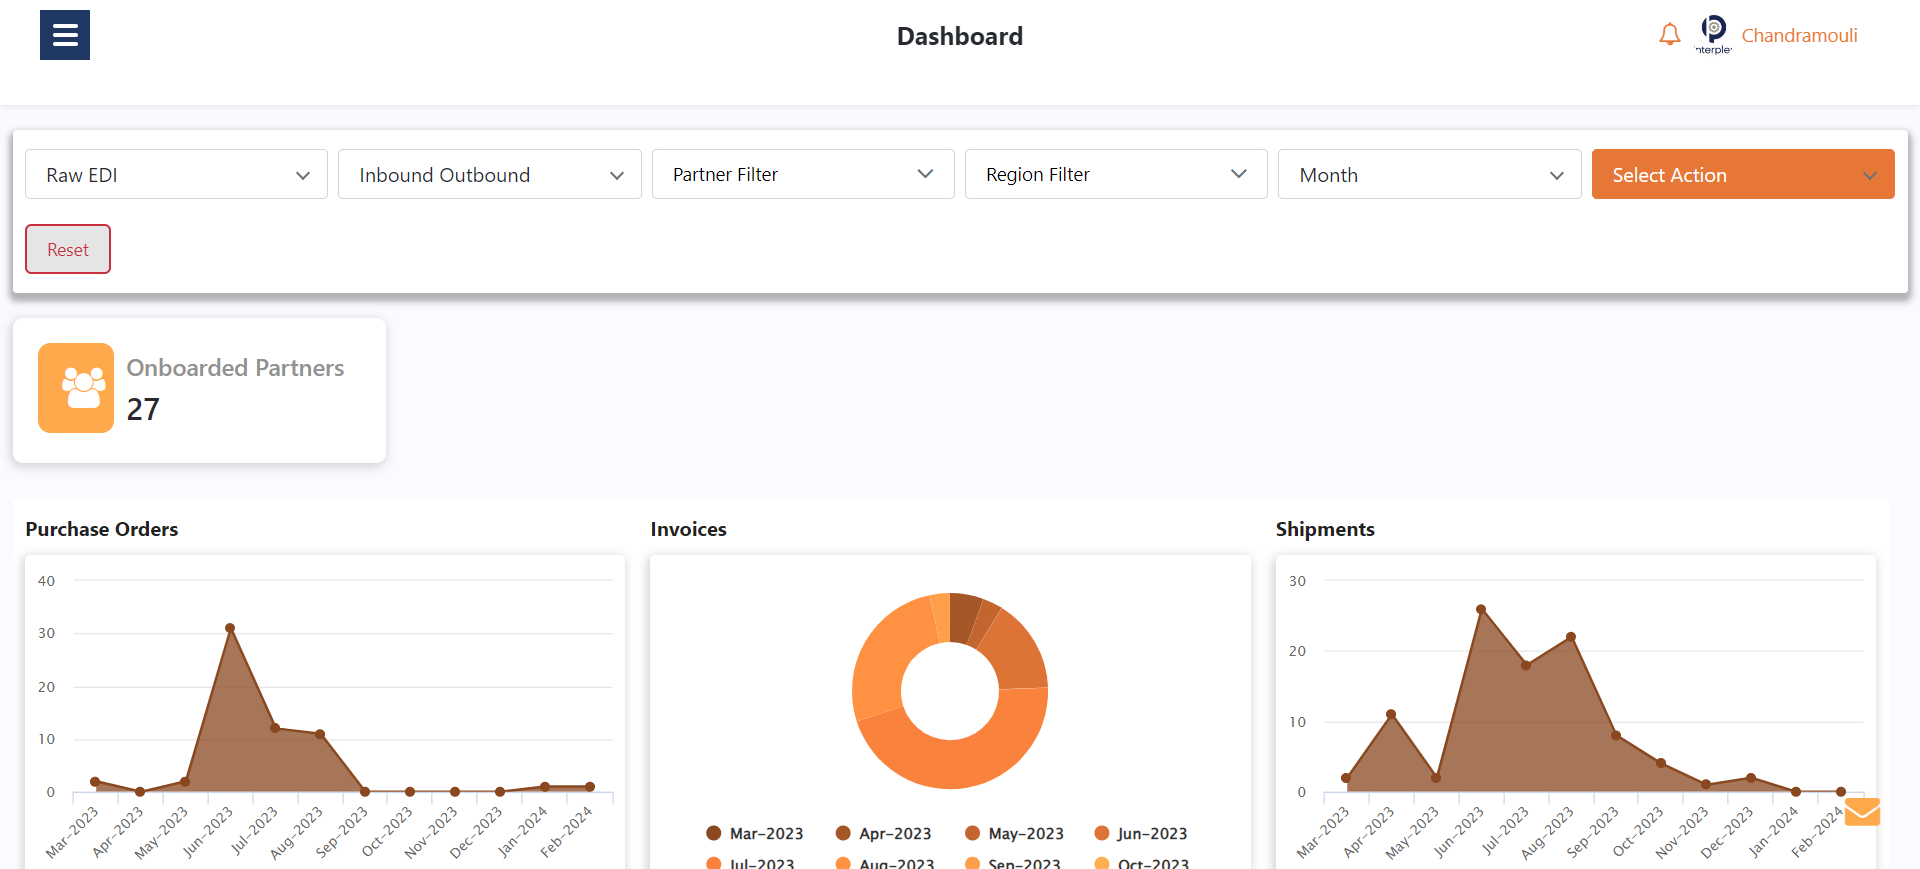 Dashboard
nterple
Chandramouli
Raw EDI
Inbound Outbound
Partner Filter
Region Filter
Month
Select Action
Reset
Onboarded Partners
27
Purchase Orders
40
30
20
10
0
Mar-2023
Apr-2023
May-2023
Jun-2023
Jul-2023
Aug-2023
Sep-2023
Oct-2023
Nov-2023
Dec-2023
Jan-2024
Feb-2024
Invoices
Mar-2023 Apr-2023 May-2023 Jun-2023
Jul-2023 Aug-2023 Sep-2023 Oct-2023
Shipments
30
20
10
0
Mar-2023
Apr-2023
May-2023
Jun-2023
Jul-2023
Aug-2023
Sep-2023
Oct-2023
Nov-2023
Dec-2023
Jan-2024
Feb-2024